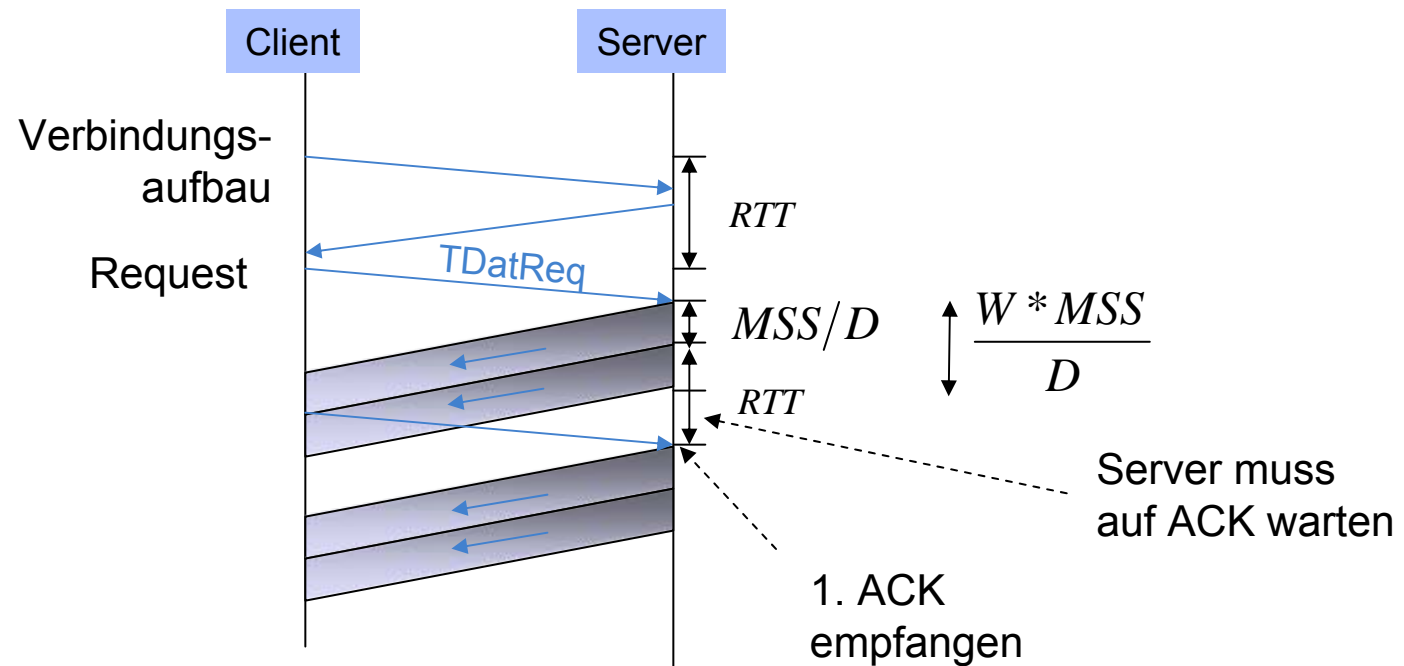 Client
Server
Verbindungs-
aufbau
RTT
Request
TDatReq
MSS/D
W * MSS
D
RTT
Server muss
auf ACK warten
1. ACK
empfangen